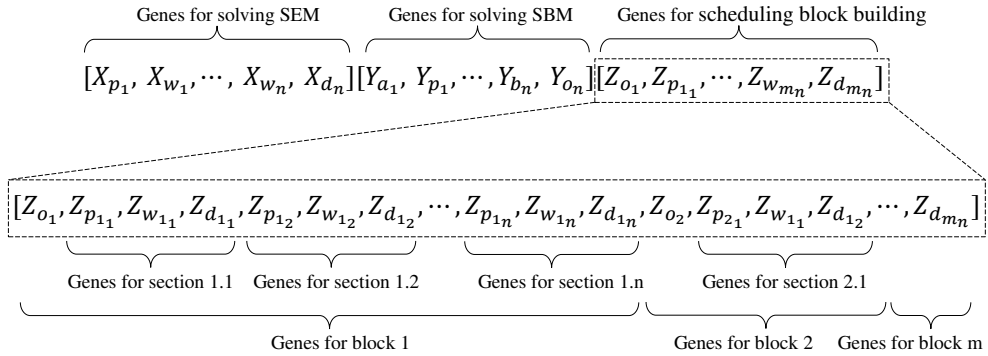 Genes for solving SEM Genes for solving SBM Genes for scheduling block building
[X_{p_1}, X_{w_1}, ⋯, X_{w_n}, X_{d_n}][Y_{a_1}, Y_{p_1}, ⋯, Y_{b_n}, Y_{o_n}][Z_{o_1}, Z_{p_{1_1}}, ⋯, Z_{w_{m_n}}, Z_{d_{m_n}}]
[Z_{o_1}, Z_{p_{1_1}}, Z_{w_{1_1}}, Z_{d_{1_1}}, Z_{p_{1_2}}, Z_{w_{1_2}}, Z_{d_{1_2}}, ⋯, Z_{p_{1_n}}, Z_{w_{1_n}}, Z_{d_{1_n}}, Z_{o_2}, Z_{p_{2_1}}, Z_{w_{1_1}}, Z_{d_{1_2}}, ⋯, Z_{d_{m_n}}]
Genes for section 1.1 Genes for section 1.2 Genes for section 1.n Genes for section 2.1
Genes for block 1 Genes for block 2 Genes for block m